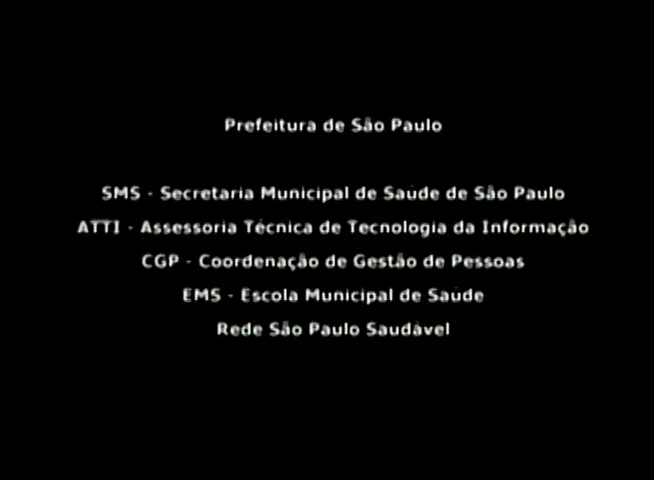 Prefeitura de São Paulo
SMS - Secretaria Municipal de Saúde de São Paulo
ATTI - Assessoria Técnica de Tecnologia da Informação
CGP - Coordenação de Gestão de Pessoas
EMS - Escola Municipal de Saúde
Rede São Paulo Saudável